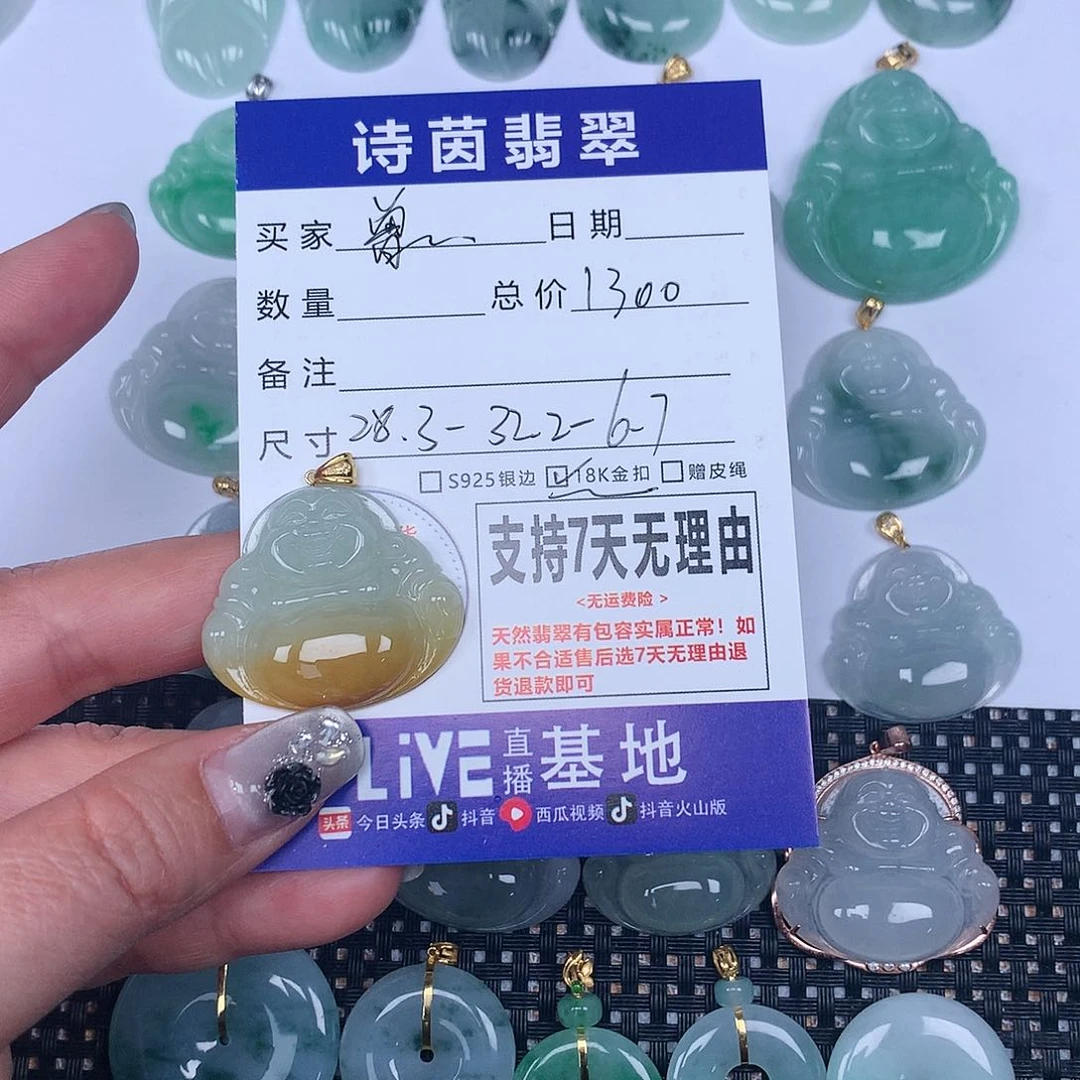 诗茵翡翠
买家 曾 日期
数量 总价 1300
备注
尺寸 28.3-32.2-6.7
S925银边 18K金扣 赠皮绳
支持7天无理由
<无运费险>
天然翡翠有包容实属正常！如
果不合适售后选7天无理由退
货退款即可
LiVE 直播 基地
头条 今日头条 抖音 西瓜视频 抖音火山版